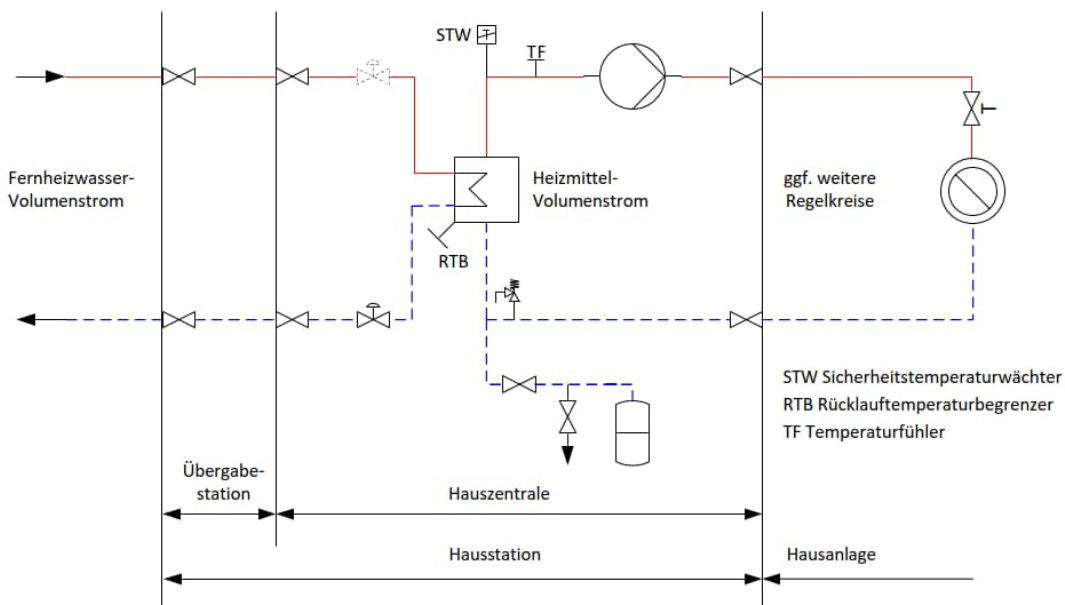 STW
TF
Fernheizwasser-
Volumenstrom
Heizmittel-
Volumenstrom
ggf. weitere
Regelkreise
T
RTB
STW Sicherheitstemperaturwächter
RTB Rücklauftemperaturbegrenzer
TF Temperaturfühler
Übergabe-
station
Hauszentrale
Hausstation
Hausanlage